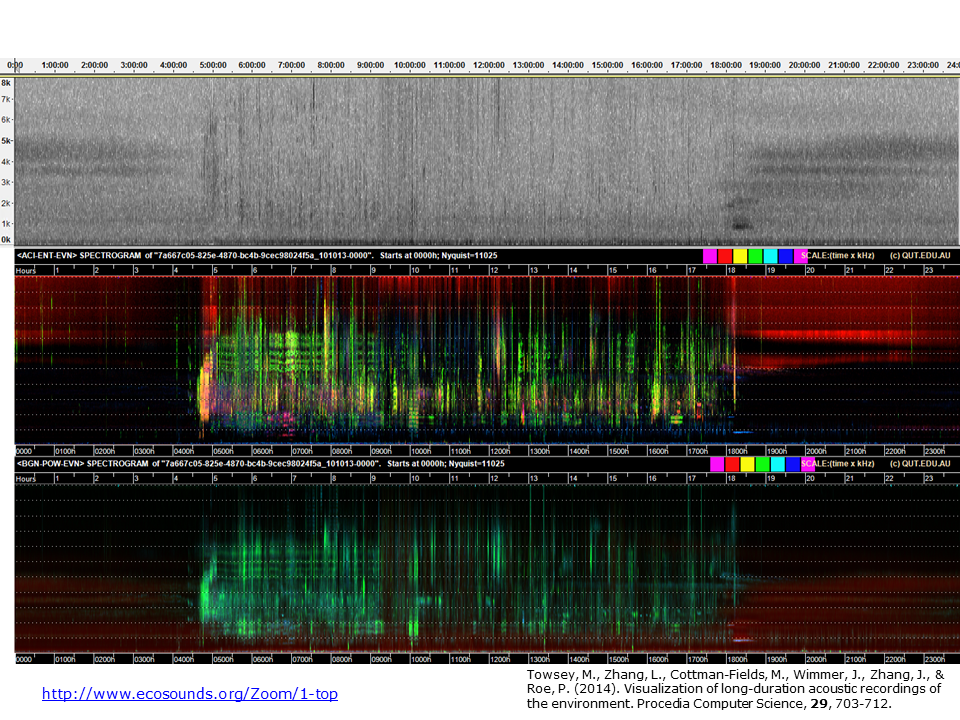 0:00 1:00:00 2:00:00 3:00:00 4:00:00 5:00:00 6:00:00 7:00:00 8:00:00 9:00:00 10:00:00 11:00:00 12:00:00 13:00:00 14:00:00 15:00:00 16:00:00 17:00:00 18:00:00 19:00:00 20:00:00 21:00:00 22:00:00 23:00:00 24:0
8k
7k
6k
5k
4k
3k
2k
1k
0k
<ACI-ENT-EVN> SPECTROGRAM of "7a667c05-825e-4870-bc4b-9cec98024f5a_101013-0000". Starts at 0000h; Nyquist=11025 SCALE:(time x kHz) (c) QUT.EDU.AU
Hours 1 2 3 4 5 6 7 8 9 10 11 12 13 14 15 16 17 18 19 20 21 22 23
0000 0100h 0200h 0300h 0400h 0500h 0600h 0700h 0800h 0900h 1000h 1100h 1200h 1300h 1400h 1500h 1600h 1700h 1800h 1900h 2000h 2100h 2200h 2300h
<BGN-POW-EVN> SPECTROGRAM of "7a667c05-825e-4870-bc4b-9cec98024f5a_101013-0000". Starts at 0000h; Nyquist=11025 SCALE:(time x kHz) (c) QUT.EDU.AU
Hours 1 2 3 4 5 6 7 8 9 10 11 12 13 14 15 16 17 18 19 20 21 22 23
0000 0100h 0200h 0300h 0400h 0500h 0600h 0700h 0800h 0900h 1000h 1100h 1200h 1300h 1400h 1500h 1600h 1700h 1800h 1900h 2000h 2100h 2200h 2300h
http://www.ecosounds.org/Zoom/1-top
Towsey, M., Zhang, L., Cottman-Fields, M., Wimmer, J., Zhang, J., &
Roe, P. (2014). Visualization of long-duration acoustic recordings of
the environment. Procedia Computer Science, 29, 703-712.